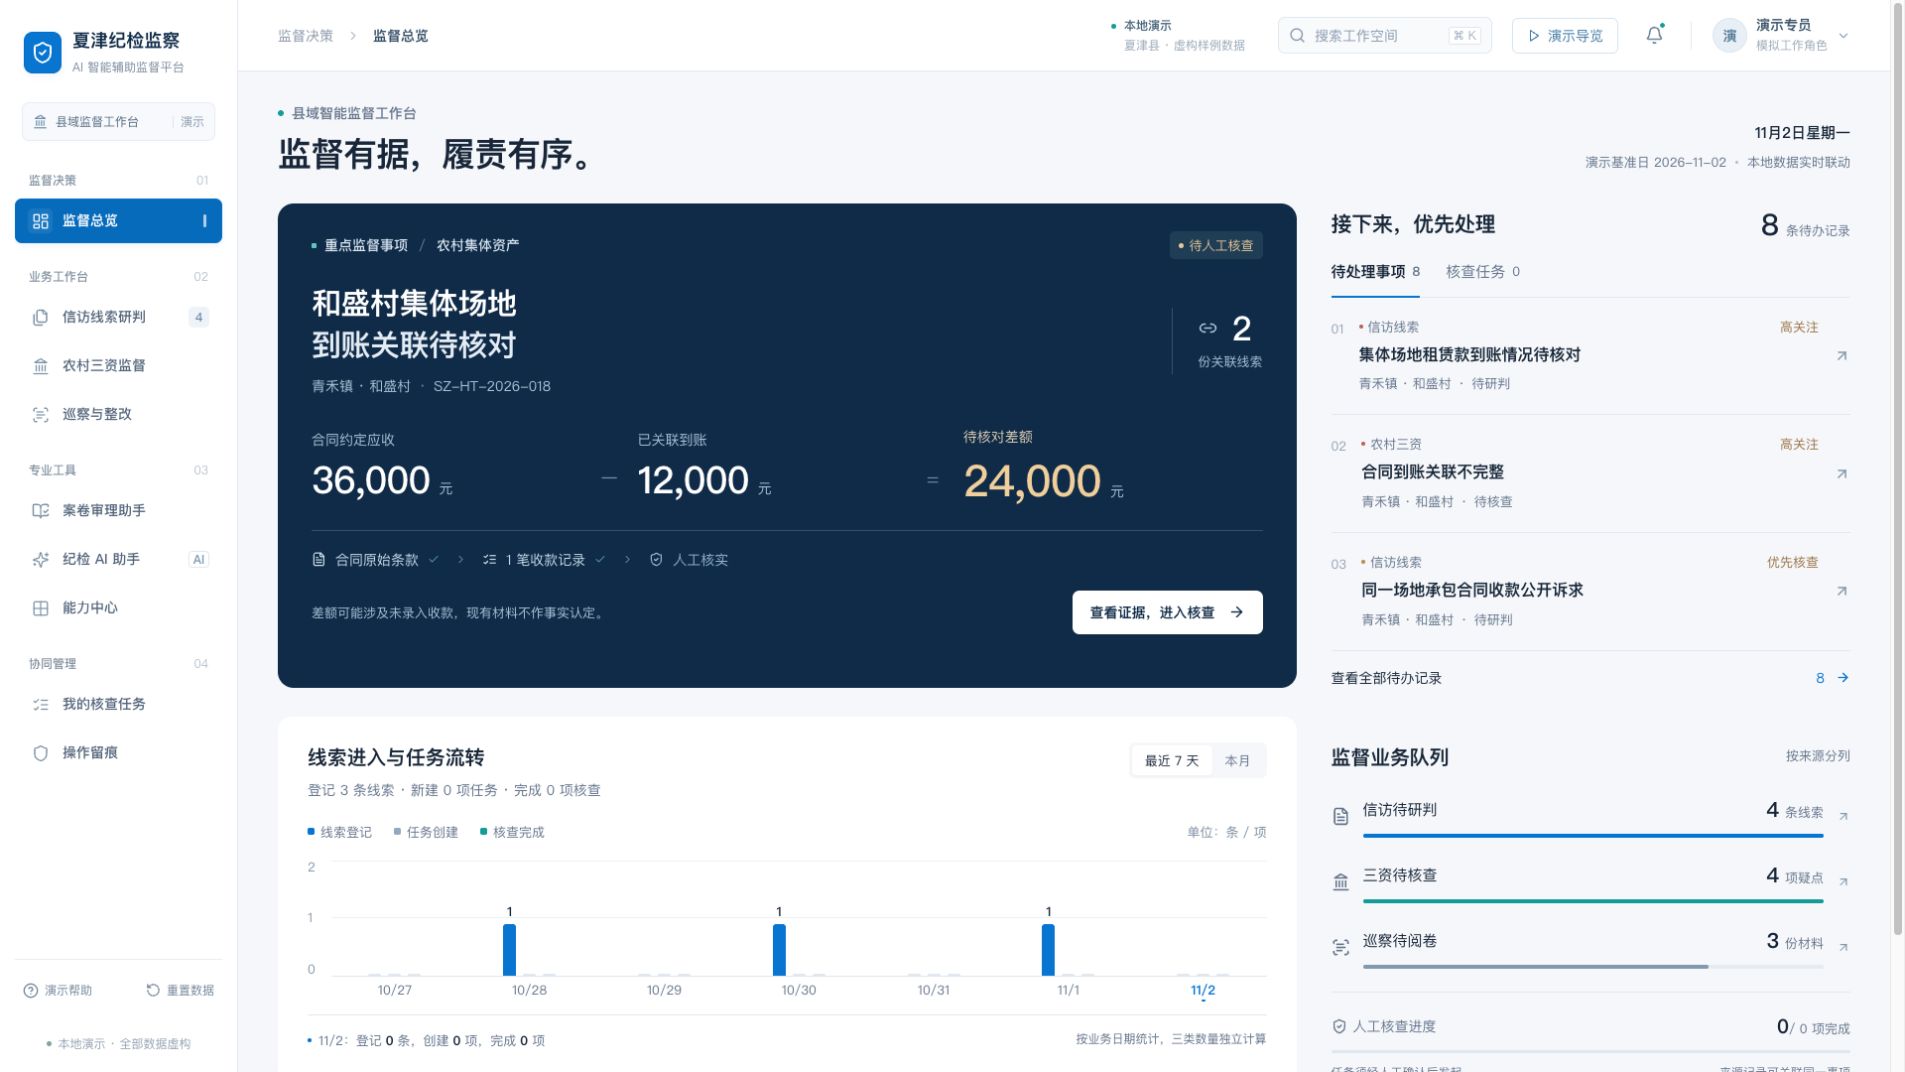 夏津纪检监察
AI 智能辅助监督平台
县域监督工作台
演示
监督决策
01
监督总览
业务工作台
02
信访线索研判
4
农村三资监督
巡察与整改
专业工具
03
案卷审理助手
纪检 AI 助手
AI
能力中心
协同管理
04
我的核查任务
操作留痕
演示帮助
重置数据
本地演示 · 全部数据虚构
监督决策
监督总览
本地演示
夏津县 · 虚构样例数据
搜索工作空间
⌘ K
演示导览
演
演示专员
模拟工作角色
县域智能监督工作台
监督有据，履责有序。
11月2日星期一
演示基准日 2026-11-02 · 本地数据实时联动
重点监督事项 / 农村集体资产
待人工核查
和盛村集体场地
到账关联待核对
青禾镇 · 和盛村 · SZ-HT-2026-018
2
份关联线索
合同约定应收
36,000 元
—
已关联到账
12,000 元
=
待核对差额
24,000 元
合同原始条款
1 笔收款记录
人工核实
差额可能涉及未录入收款，现有材料不作事实认定。
查看证据，进入核查
接下来，优先处理
8 条待办记录
待处理事项 8
核查任务 0
01
信访线索
高关注
集体场地租赁款到账情况待核对
青禾镇 · 和盛村 · 待研判
02
农村三资
高关注
合同到账关联不完整
青禾镇 · 和盛村 · 待核查
03
信访线索
优先核查
同一场地承包合同收款公开诉求
青禾镇 · 和盛村 · 待研判
查看全部待办记录
8
线索进入与任务流转
登记 3 条线索 · 新建 0 项任务 · 完成 0 项核查
最近 7 天
本月
线索登记
任务创建
核查完成
单位：条 / 项
2
1
0
1
1
1
10/27
10/28
10/29
10/30
10/31
11/1
11/2
11/2：登记 0 条，创建 0 项，完成 0 项
按业务日期统计，三类数量独立计算
监督业务队列
按来源分列
信访待研判
4 条线索
三资待核查
4 项疑点
巡察待阅卷
3 份材料
人工核查进度
0/ 0 项完成
任务须经人工确认后发起
来源记录可关联同一事项